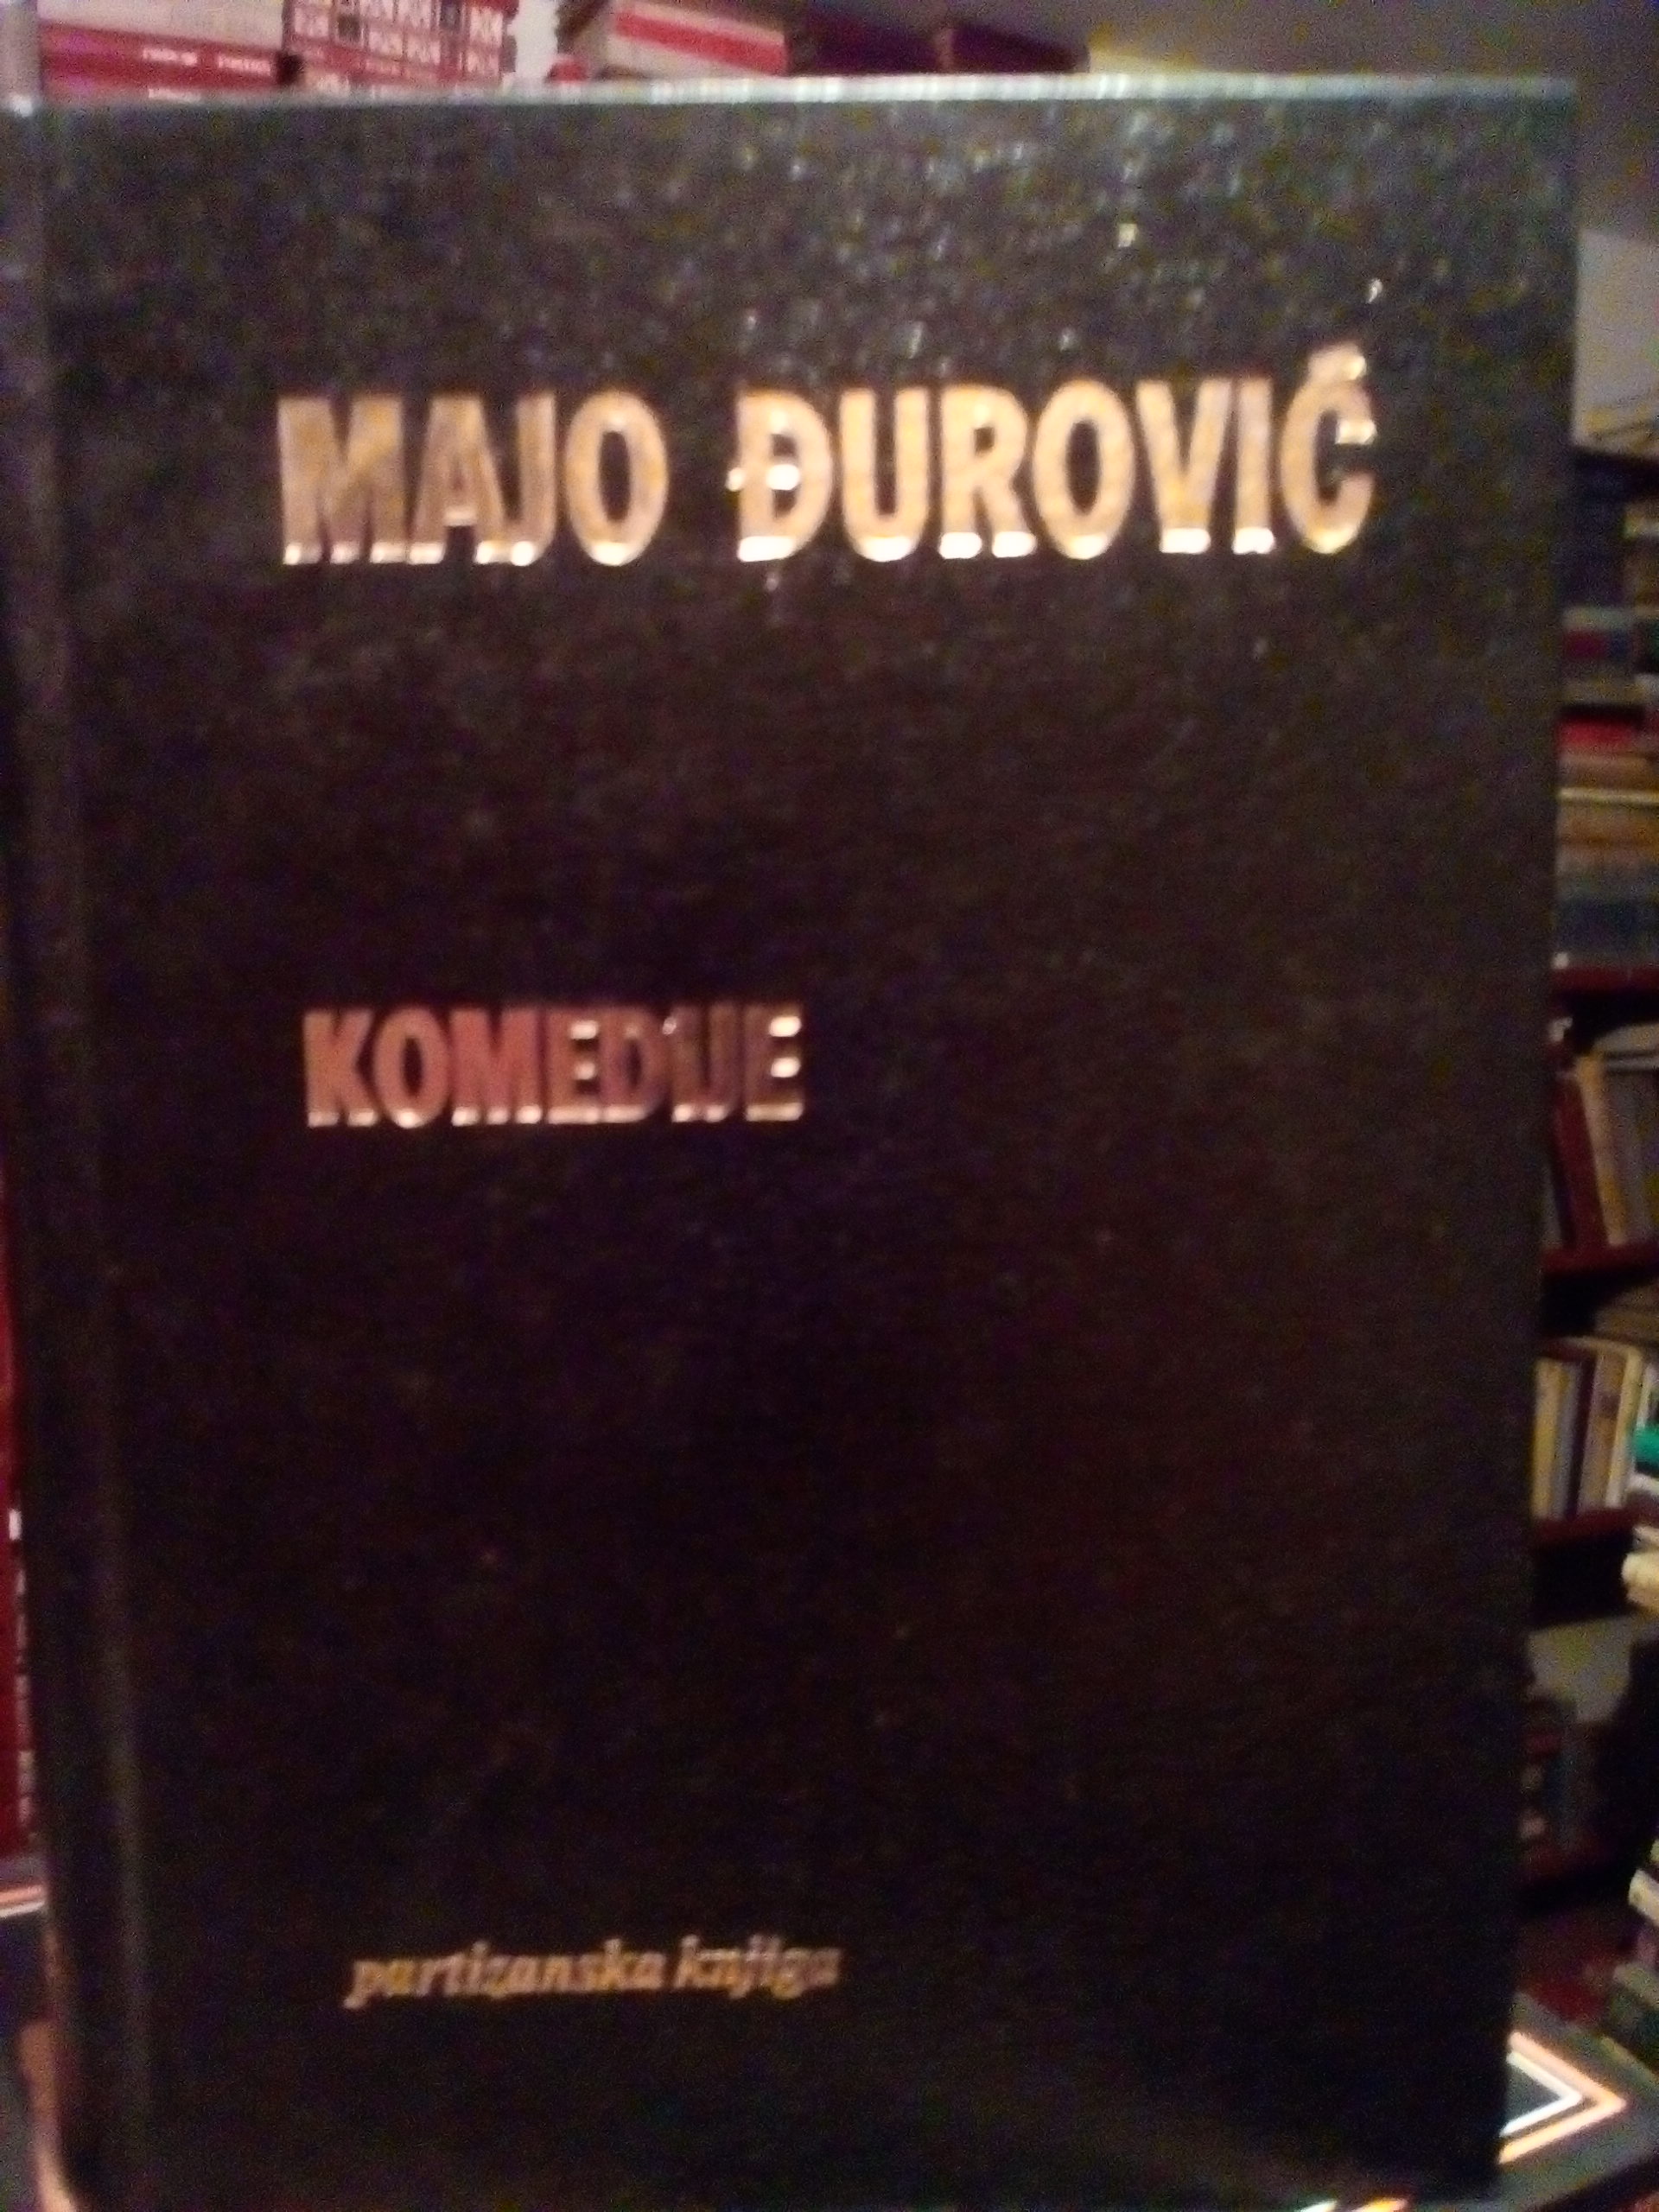 MAJO ĐUROVIĆ
KOMEDIJE
partizanska knjiga